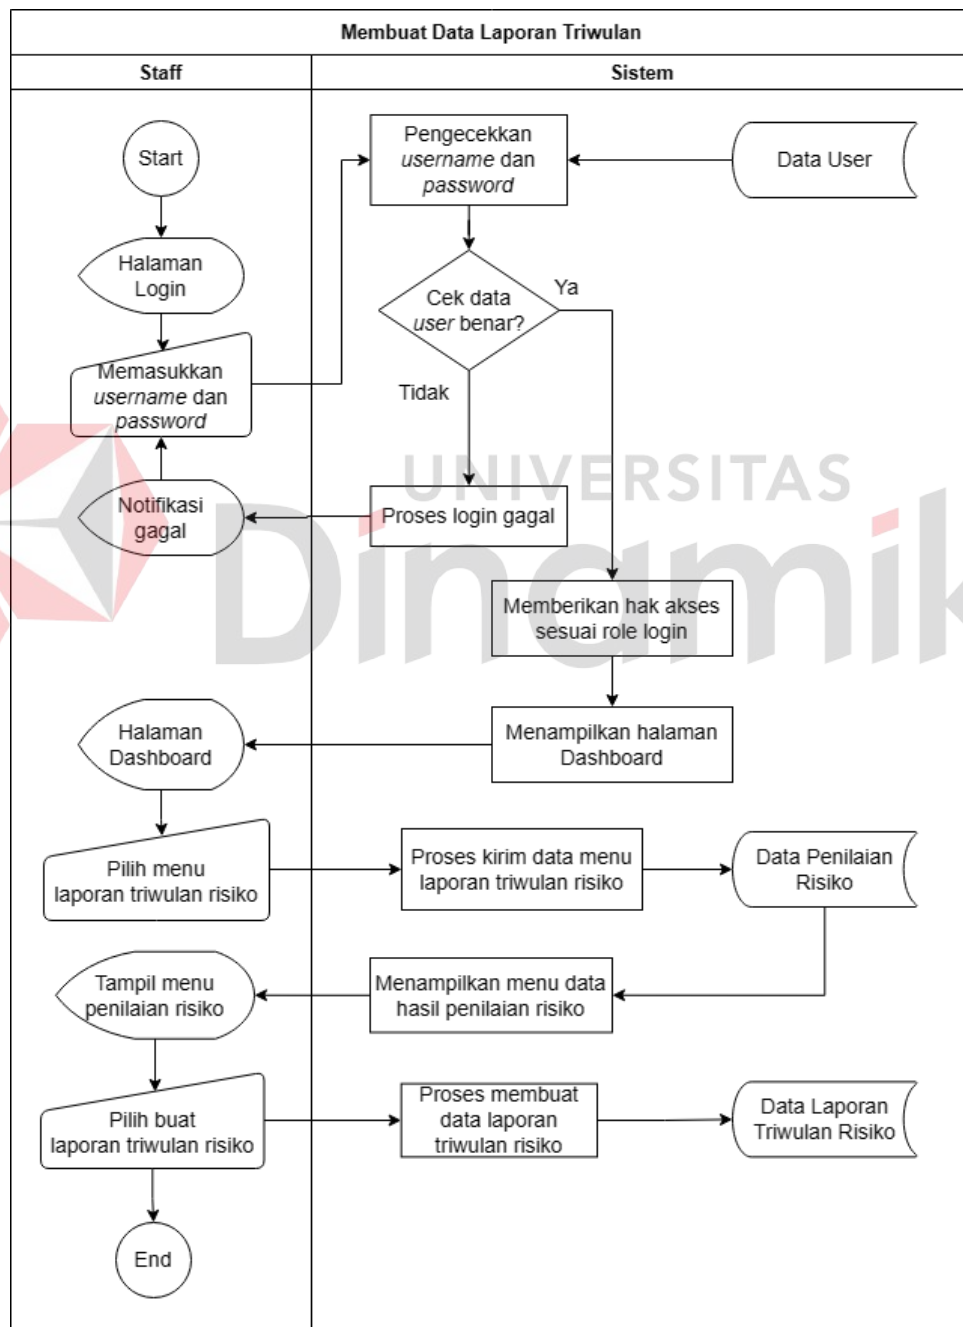 Membuat Data Laporan Triwulan
Staff
Sistem
Start
Pengecekkan
username dan
password
Data User
Halaman
Login
Cek data
user benar?
Ya
Tidak
Memasukkan
username dan
password
UNIVERSITAS
Dinamik
Notifikasi
gagal
Proses login gagal
Memberikan hak akses
sesuai role login
Halaman
Dashboard
Menampilkan halaman
Dashboard
Pilih menu
laporan triwulan risiko
Proses kirim data menu
laporan triwulan risiko
Data Penilaian
Risiko
Tampil menu
penilaian risiko
Menampilkan menu data
hasil penilaian risiko
Pilih buat
laporan triwulan risiko
Proses membuat
data laporan
triwulan risiko
Data Laporan
Triwulan Risiko
End